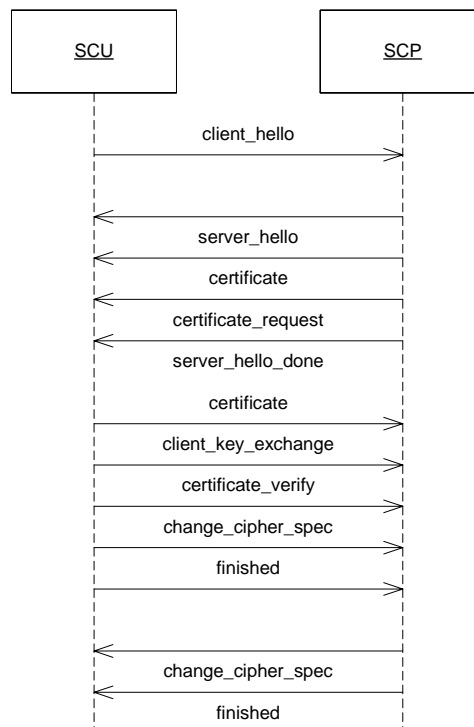 SCU
SCP
client_hello
server_hello
certificate
certificate_request
server_hello_done
certificate
client_key_exchange
certificate_verify
change_cipher_spec
finished
change_cipher_spec
finished